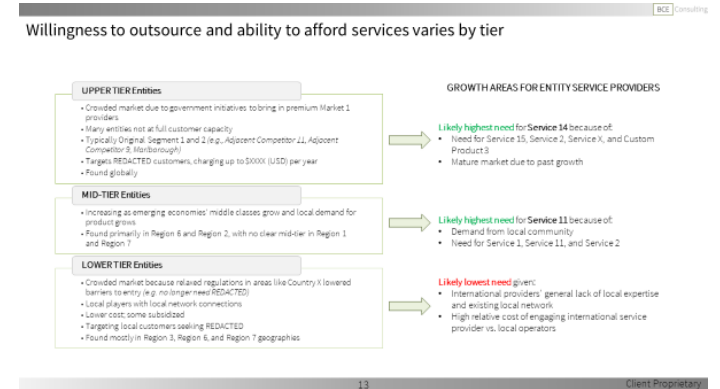 BCE Consulting
Willingness to outsource and ability to afford services varies by tier
UPPER TIER Entities
• Crowded market due to government initiatives to bring in premium Market 1
providers
• Many entities not at full customer capacity
• Typically Original Segment 1 and 2 (e.g., Adjacent Competitor 11, Adjacent
Competitor 9, Marlborough)
• Targets REDACTED customers, charging up to $XXXX (USD) per year
• Found globally
GROWTH AREAS FOR ENTITY SERVICE PROVIDERS
Likely highest need for Service 14 because of:
• Need for Service 15, Service 2, Service X, and Custom
Product 3
• Mature market due to past growth
MID-TIER Entities
• Increasing as emerging economies' middle classes grow and local demand for
product grows
• Found primarily in Region 6 and Region 2, with no clear mid-tier in Region 1
and Region 7
Likely highest need for Service 11 because of:
• Demand from local community
• Need for Service 1, Service 11, and Service 2
LOWER TIER Entities
• Crowded market because relaxed regulations in areas like Country X lowered
barriers to entry (e.g. no longer need REDACTED)
• Local players with local network connections
• Lower cost; some subsidized
• Targeting local customers seeking REDACTED
• Found mostly in Region 3, Region 6, and Region 7 geographies
Likely lowest need given:
• International providers' general lack of local expertise
and existing local network
• High relative cost of engaging international service
provider vs. local operators
13
Client Proprietary